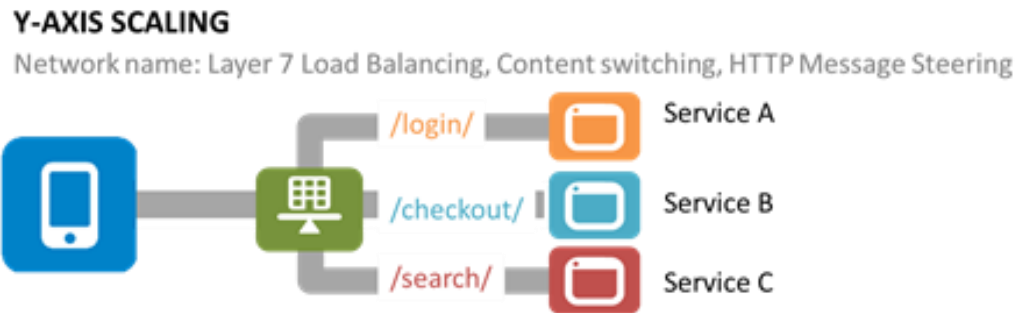 Y-AXIS SCALING
Network name: Layer 7 Load Balancing, Content switching, HTTP Message Steering
/login/
Service A
/checkout/
Service B
/search/
Service C